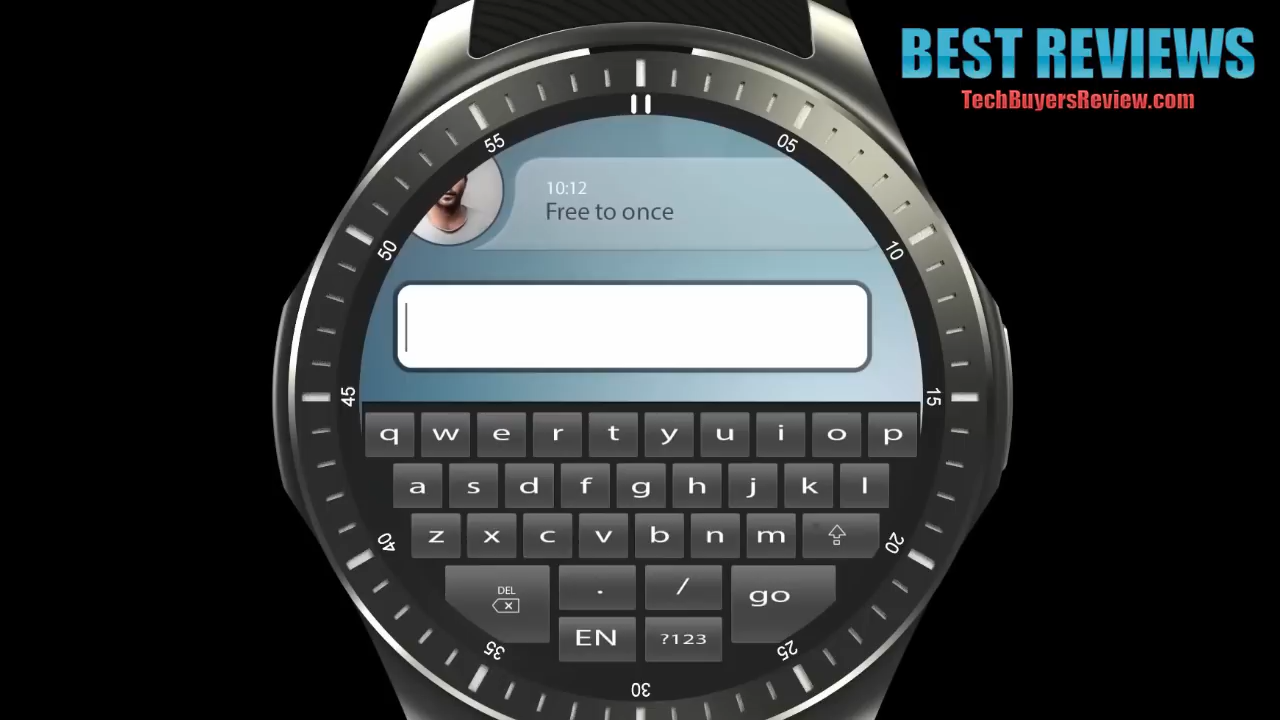 BEST REVIEWS
TechBuyersReview.com
55
05
10:12
Free to once
50
10
45
15
q w e r t y u i o p
a s d f g h j k l
z x c v b n m
40
20
DEL
. / go
EN ?123
35
25
30